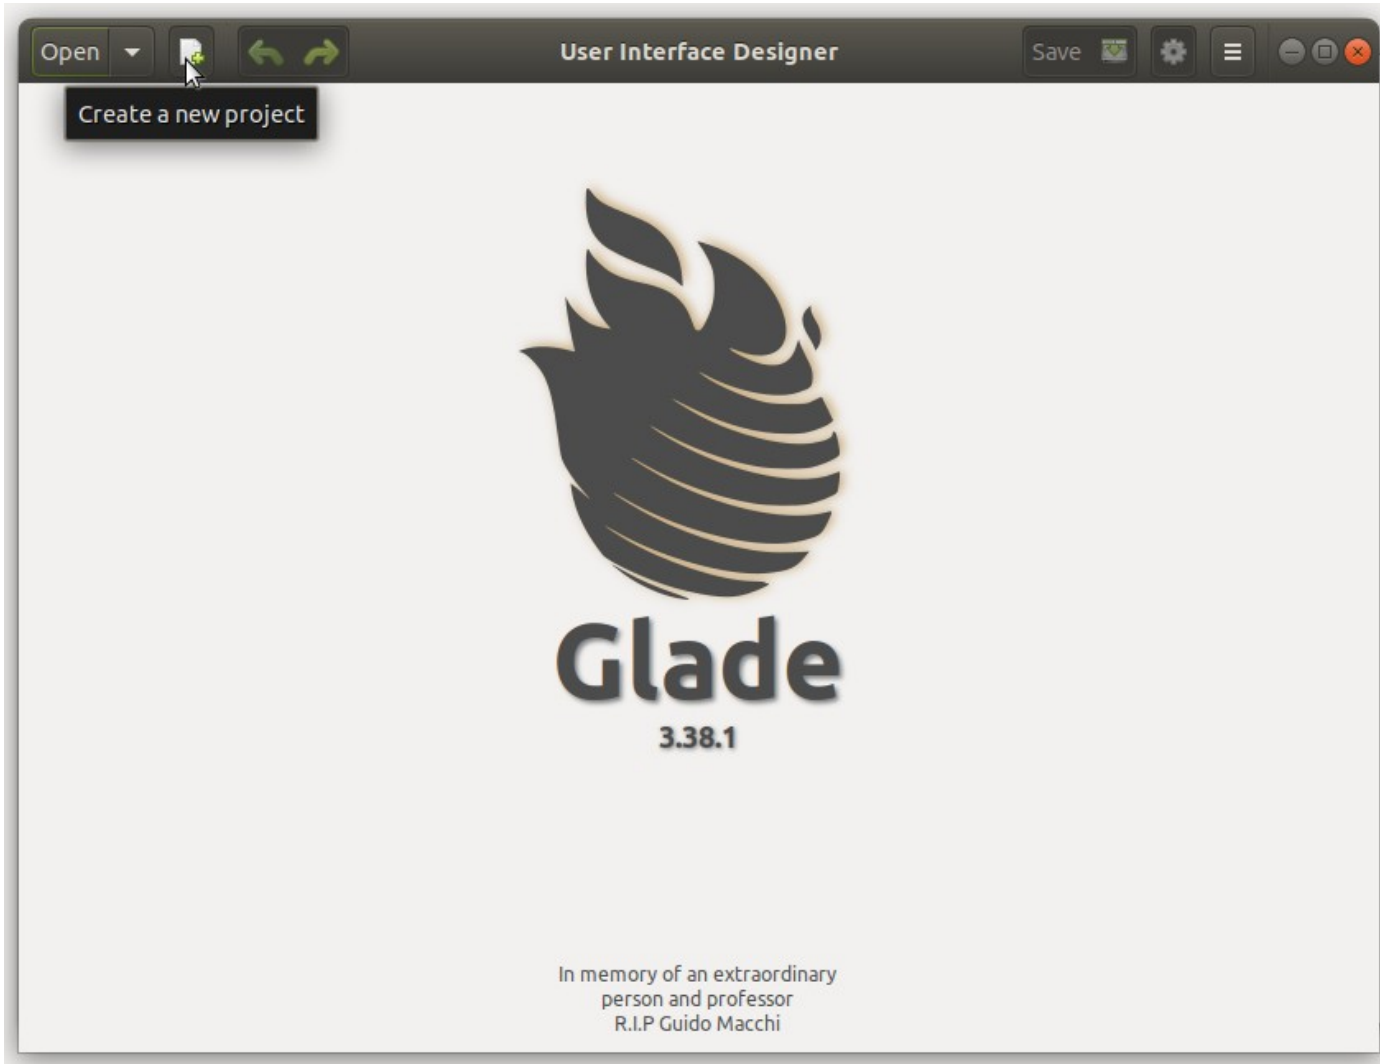 Open
User Interface Designer
Save
Create a new project
Glade
3.38.1
In memory of an extraordinary
person and professor
R.I.P Guido Macchi